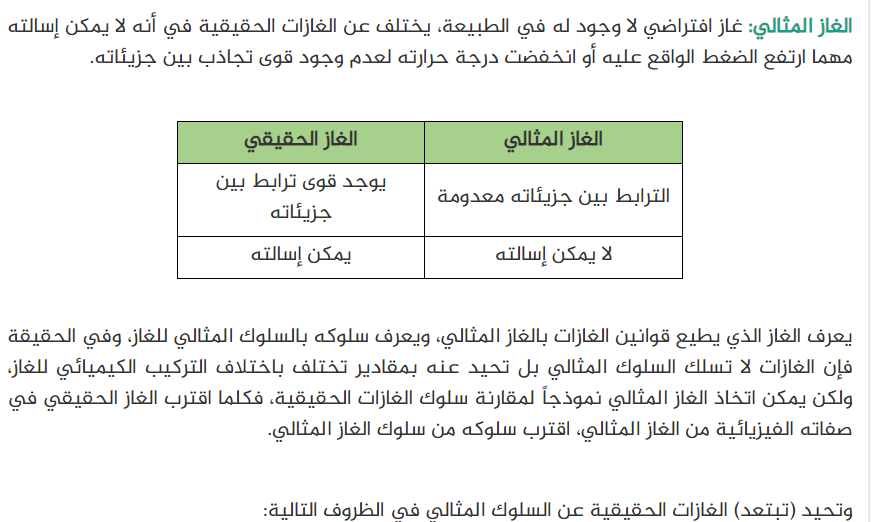 الغاز المثالي: غاز افتراضي لا وجود له في الطبيعة، يختلف عن الغازات الحقيقية في أنه لا يمكن إسالته
مهما ارتفع الضغط الواقع عليه أو انخفضت درجة حرارته لعدم وجود قوى تجاذب بين جزيئاته.
الغاز المثالي الغاز الحقيقي
الترابط بين جزيئاته معدومة يوجد قوى ترابط بين
جزيئاته
لا يمكن إسالته يمكن إسالته
يعرف الغاز الذي يطيع قوانين الغازات بالغاز المثالي، ويعرف سلوكه بالسلوك المثالي للغاز، وفي الحقيقة
فإن الغازات لا تسلك السلوك المثالي بل تحيد عنه بمقادير تختلف باختلاف التركيب الكيميائي للغاز،
ولكن يمكن اتخاذ الغاز المثالي نموذجاً لمقارنة سلوك الغازات الحقيقية، فكلما اقترب الغاز الحقيقي في
صفاته الفيزيائية من الغاز المثالي، اقترب سلوكه من سلوك الغاز المثالي.
وتحيد (تبتعد) الغازات الحقيقية عن السلوك المثالي في الظروف التالية: